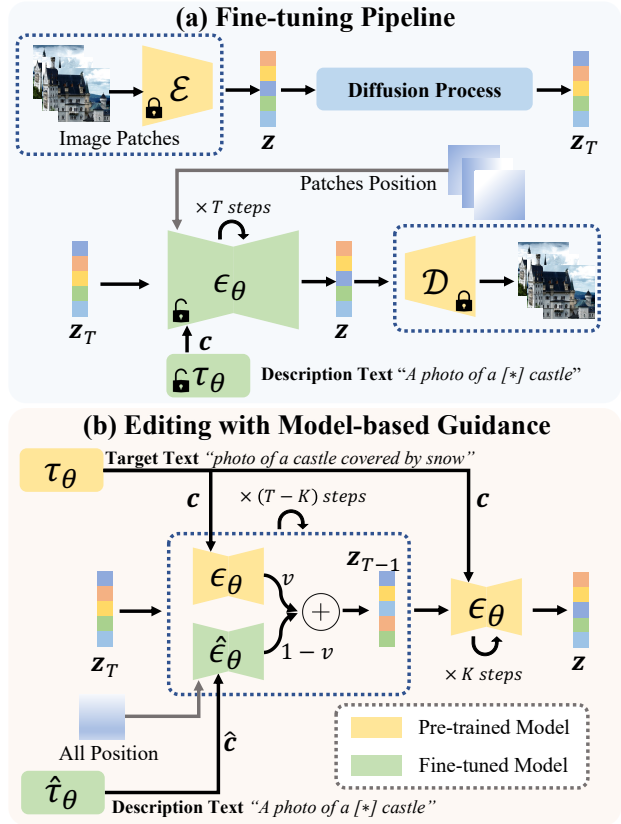 (a) Fine-tuning Pipeline
ℰ
Image Patches
z
Diffusion Process
z_T
Patches Position
× T steps
z_T
ϵ_θ
z
𝒟
c
τ_θ
Description Text “A photo of a [*] castle”
(b) Editing with Model-based Guidance
τ_θ
Target Text “photo of a castle covered by snow”
c
× (T − K) steps
c
z_T
ϵ_θ
v
+
z_{T−1}
ϵ_θ
z
ϵ̂_θ
1 − v
× K steps
All Position
ĉ
Pre-trained Model
Fine-tuned Model
τ̂_θ
Description Text “A photo of a [*] castle”